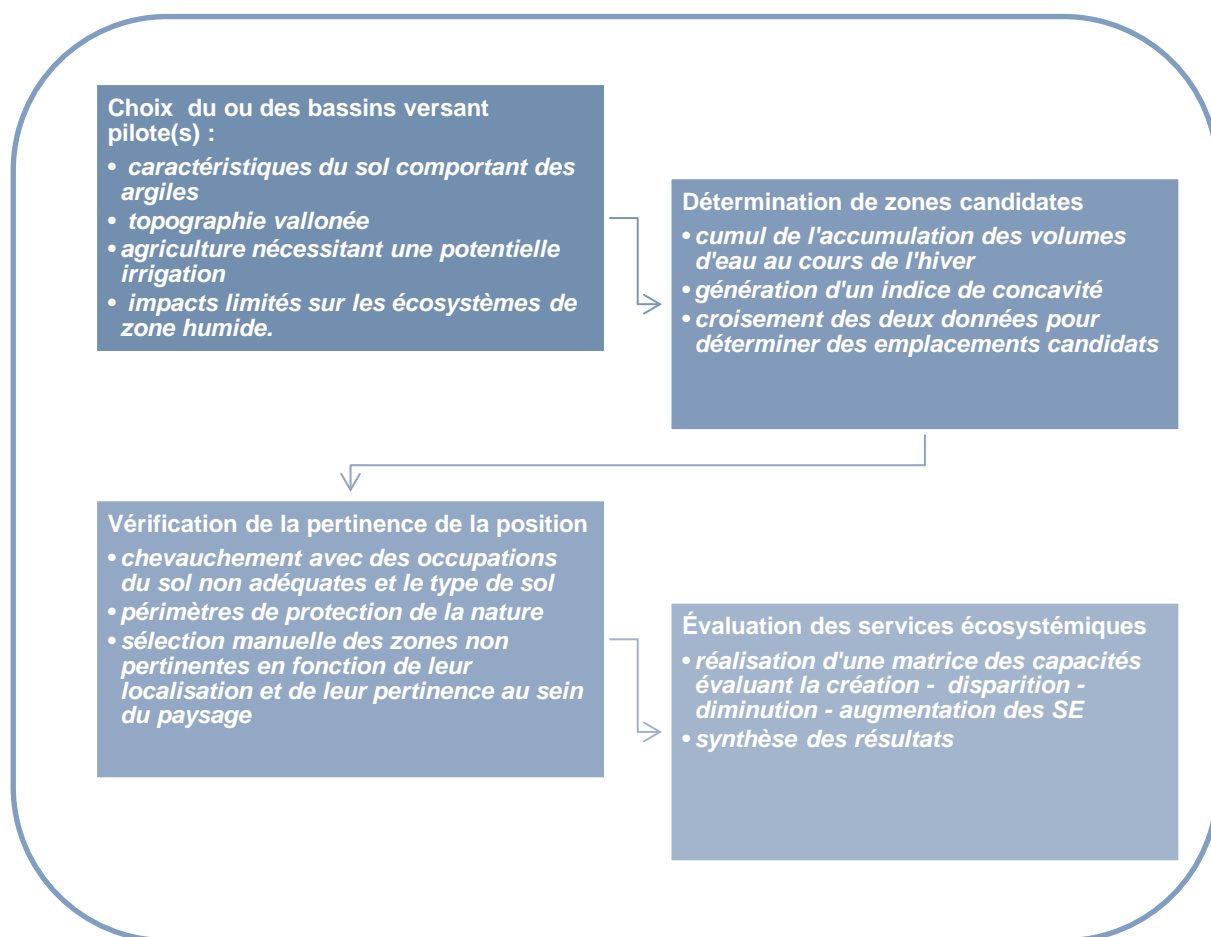 Choix  du ou des bassins versant
pilote(s) :
• caractéristiques du sol comportant des
argiles
• topographie vallonée
• agriculture nécessitant une potentielle
irrigation
• impacts limités sur les écosystèmes de
zone humide.
Détermination de zones candidates
• cumul de l'accumulation des volumes
d'eau au cours de l'hiver
• génération d'un indice de concavité
• croisement des deux données pour
déterminer des emplacements candidats
Vérification de la pertinence de la position
• chevauchement avec des occupations
du sol non adéquates et le type de sol
• périmètres de protection de la nature
• sélection manuelle des zones non
pertinentes en fonction de leur
localisation et de leur pertinence au sein
du paysage
Évaluation des services écosystémiques
• réalisation d'une matrice des capacités
évaluant la création -  disparition -
diminution - augmentation des SE
• synthèse des résultats